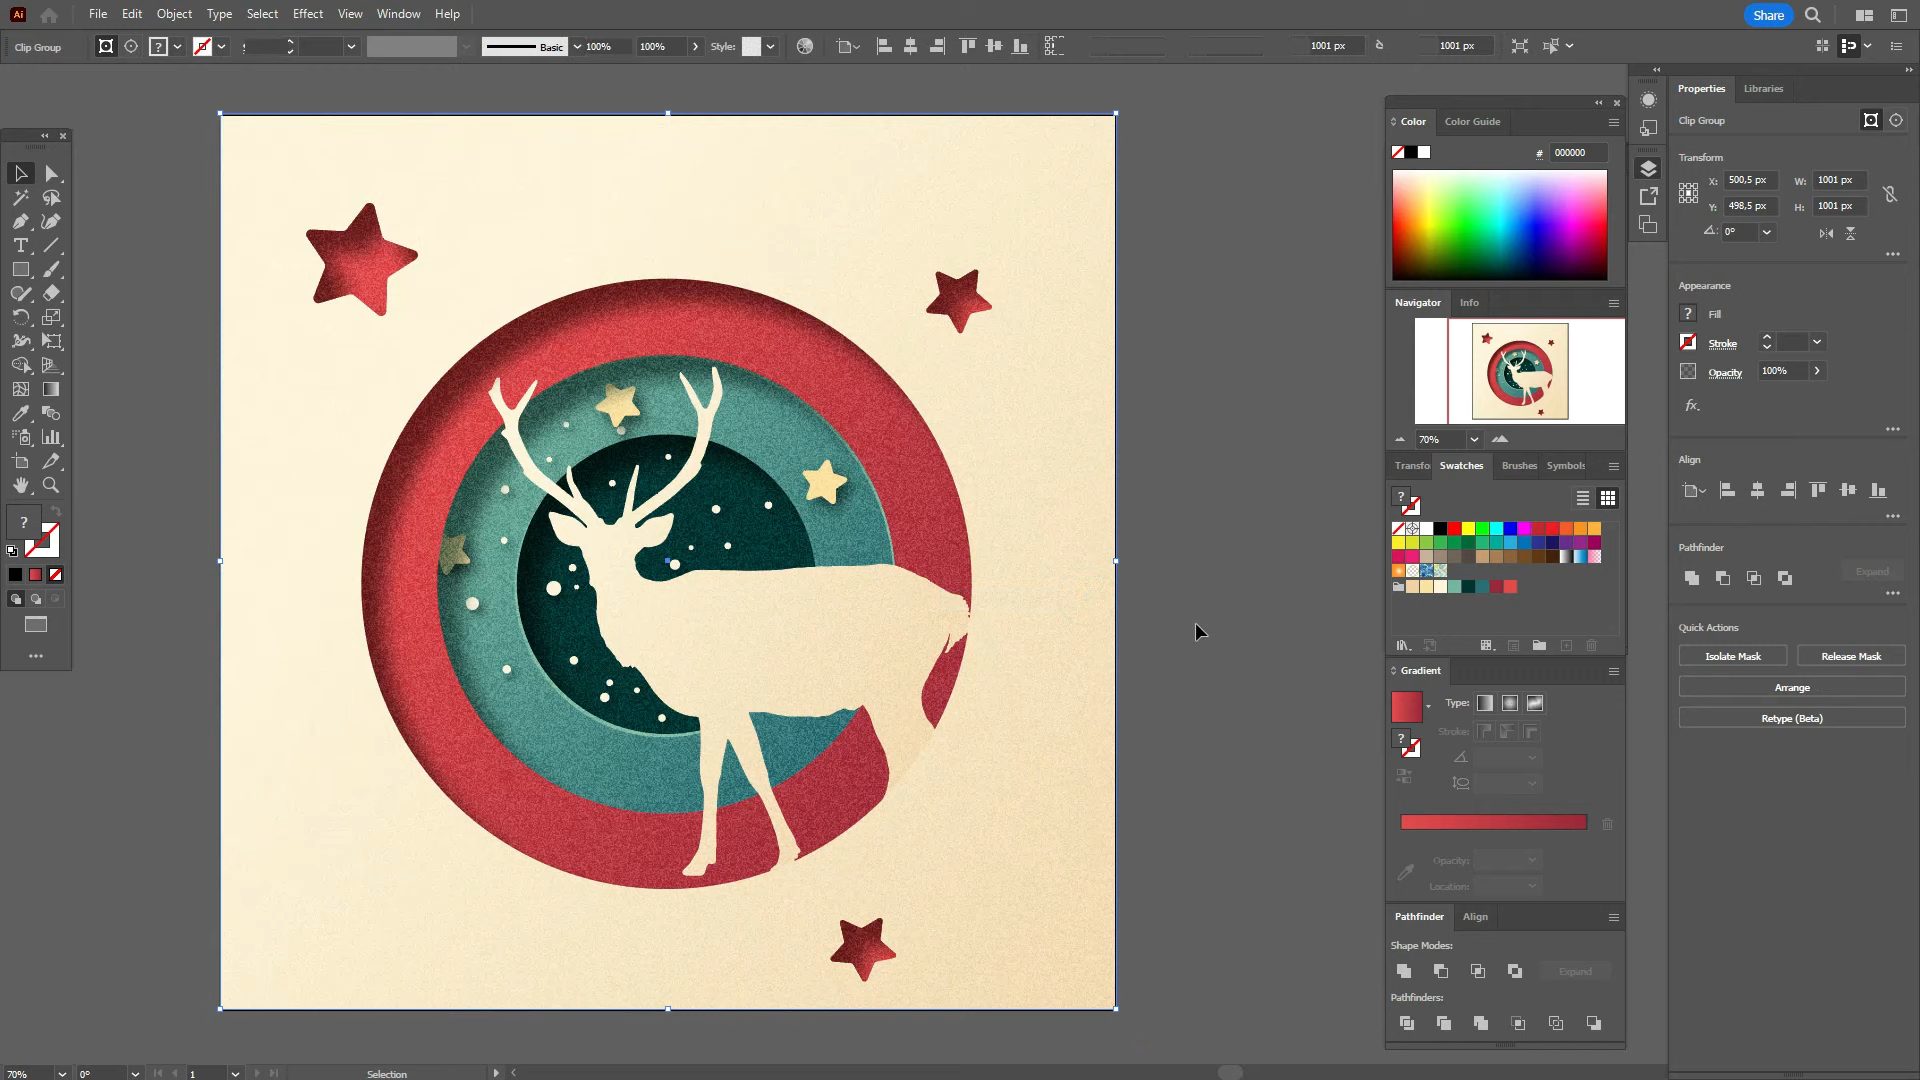 Ai File Edit Object Type Select Effect View Window Help Share
Clip Group ? Basic 100% 100% Style: 1001 px 1001 px
Color Color Guide
# 000000
Navigator Info
70%
Transfo Swatches Brushes Symbols
?
Gradient
Type:
Stroke:
?
Opacity:
Location:
Pathfinder Align
Shape Modes:
Expand
Pathfinders:
Properties Libraries
Clip Group
Transform
X: 500,5 px W: 1001 px
Y: 498,5 px H: 1001 px
0°
Appearance
? Fill
Stroke
Opacity 100%
fx.
Align
Pathfinder
Expand
Quick Actions
Isolate Mask Release Mask
Arrange
Retype (Beta)
T
?
70% 0° 1 Selection